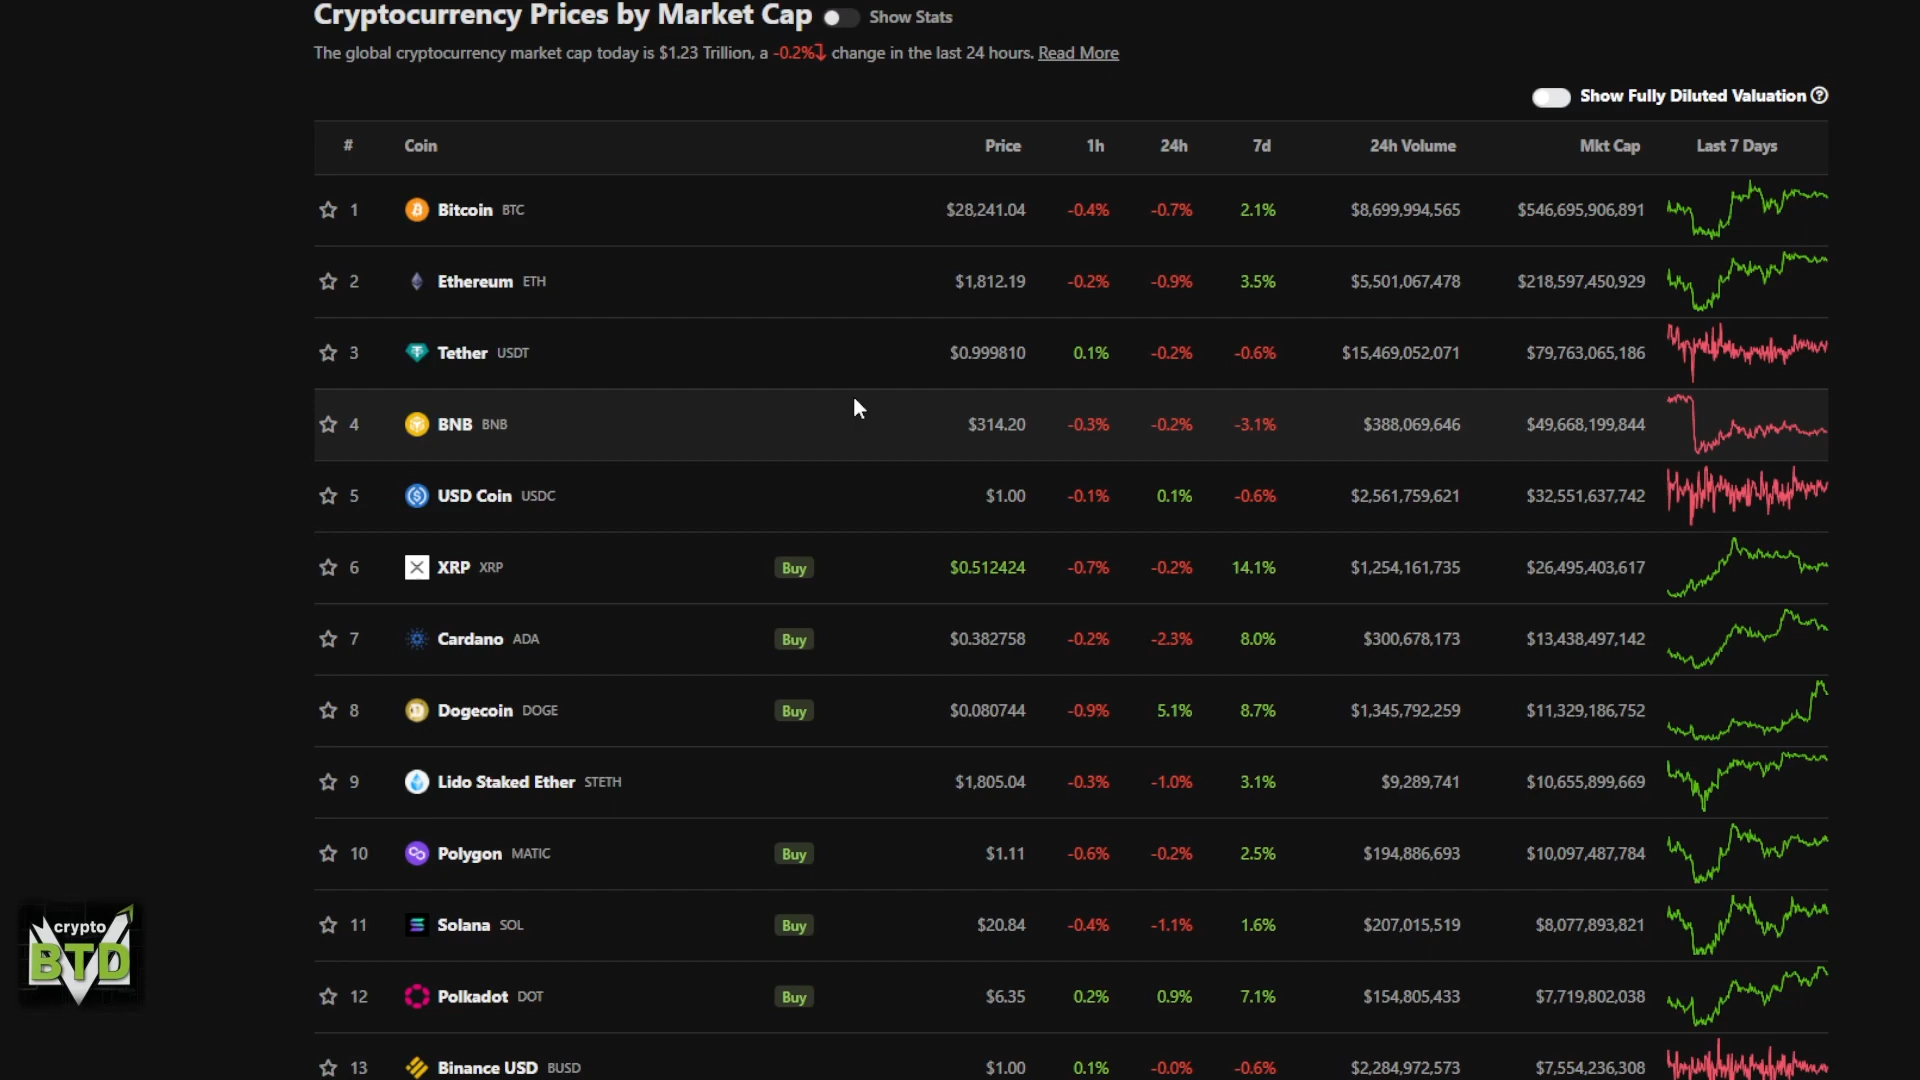 Cryptocurrency Prices by Market Cap Show Stats
The global cryptocurrency market cap today is $1.23 Trillion, a -0.2% change in the last 24 hours. Read More
Show Fully Diluted Valuation
# Coin Price 1h 24h 7d 24h Volume Mkt Cap Last 7 Days
1 Bitcoin BTC $28,241.04 -0.4% -0.7% 2.1% $8,699,994,565 $546,695,906,891
2 Ethereum ETH $1,812.19 -0.2% -0.9% 3.5% $5,501,067,478 $218,597,450,929
3 Tether USDT $0.999810 0.1% -0.2% -0.6% $15,469,052,071 $79,763,065,186
4 BNB BNB $314.20 -0.3% -0.2% -3.1% $388,069,646 $49,668,199,844
5 USD Coin USDC $1.00 -0.1% 0.1% -0.6% $2,561,759,621 $32,551,637,742
6 XRP XRP Buy $0.512424 -0.7% -0.2% 14.1% $1,254,161,735 $26,495,403,617
7 Cardano ADA Buy $0.382758 -0.2% -2.3% 8.0% $300,678,173 $13,438,497,142
8 Dogecoin DOGE Buy $0.080744 -0.9% 5.1% 8.7% $1,345,792,259 $11,329,186,752
9 Lido Staked Ether STETH $1,805.04 -0.3% -1.0% 3.1% $9,289,741 $10,655,899,669
10 Polygon MATIC Buy $1.11 -0.6% -0.2% 2.5% $194,886,693 $10,097,487,784
11 Solana SOL Buy $20.84 -0.4% -1.1% 1.6% $207,015,519 $8,077,893,821
12 Polkadot DOT Buy $6.35 0.2% 0.9% 7.1% $154,805,433 $7,719,802,038
13 Binance USD BUSD $1.00 0.1% -0.0% -0.6% $2,284,972,573 $7,554,236,308
crypto
BTD